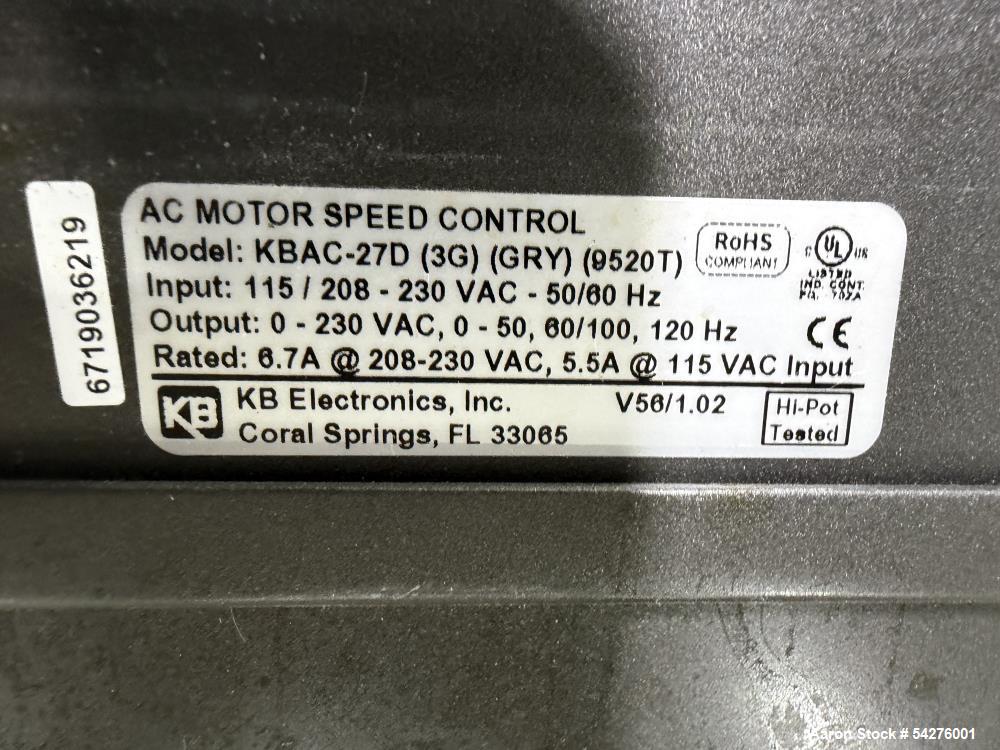 6719036219
AC MOTOR SPEED CONTROL
Model: KBAC-27D (3G) (GRY) (9520T)
Input: 115 / 208 - 230 VAC - 50/60 Hz
Output: 0 - 230 VAC, 0 - 50, 60/100, 120 Hz
Rated: 6.7A @ 208-230 VAC, 5.5A @ 115 VAC Input
RoHS
COMPLIANT
C UL US
LISTED
IND. CONT.
CE
KB
KB Electronics, Inc.
V56/1.02
Coral Springs, FL 33065
Hi-Pot
Tested
Aaron Stock # 54276001